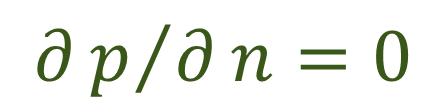 ∂ p/∂ n = 0